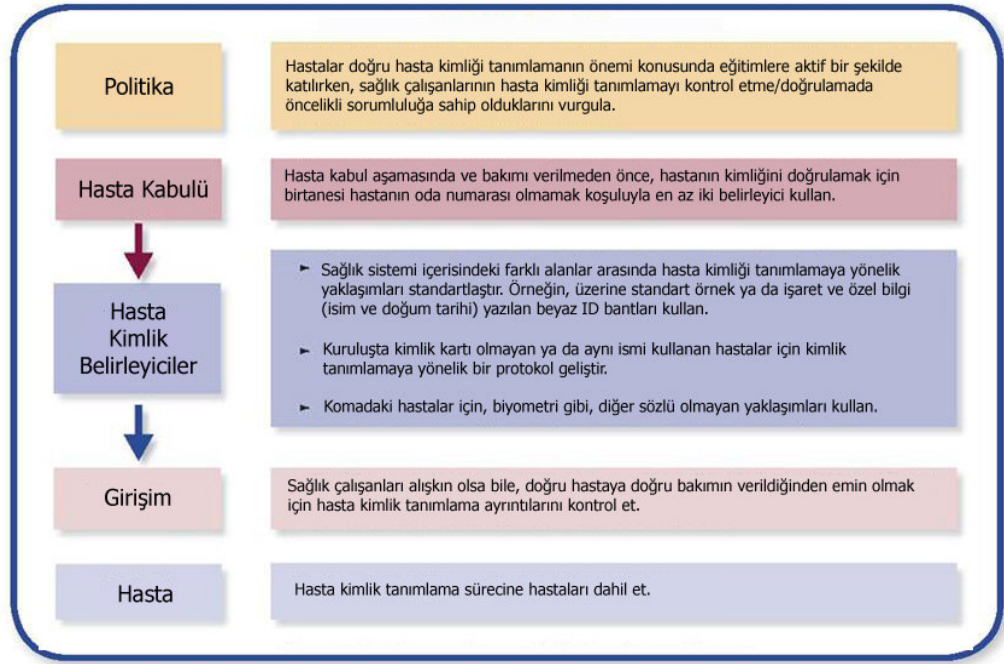 Politika
Hastalar doğru hasta kimliği tanımlamanın önemi konusunda eğitimlere aktif bir şekilde
katılırken, sağlık çalışanlarının hasta kimliği tanımlamayı kontrol etme/doğrulamada
öncelikli sorumluluğa sahip olduklarını vurgula.
Hasta Kabulü
Hasta kabul aşamasında ve bakımı verilmeden önce, hastanın kimliğini doğrulamak için
birtanesi hastanın oda numarası olmamak koşuluyla en az iki belirleyici kullan.
Hasta
Kimlik
Belirleyiciler
► Sağlık sistemi içerisindeki farklı alanlar arasında hasta kimliği tanımlamaya yönelik
yaklaşımları standartlaştır. Örneğin, üzerine standart örnek ya da işaret ve özel bilgi
(isim ve doğum tarihi) yazılan beyaz ID bantları kullan.
► Kuruluşta kimlik kartı olmayan ya da aynı ismi kullanan hastalar için kimlik
tanımlamaya yönelik bir protokol geliştir.
► Komadaki hastalar için, biyometri gibi, diğer sözlü olmayan yaklaşımları kullan.
Girişim
Sağlık çalışanları alışkın olsa bile, doğru hastaya doğru bakımın verildiğinden emin olmak
için hasta kimlik tanımlama ayrıntılarını kontrol et.
Hasta
Hasta kimlik tanımlama sürecine hastaları dahil et.